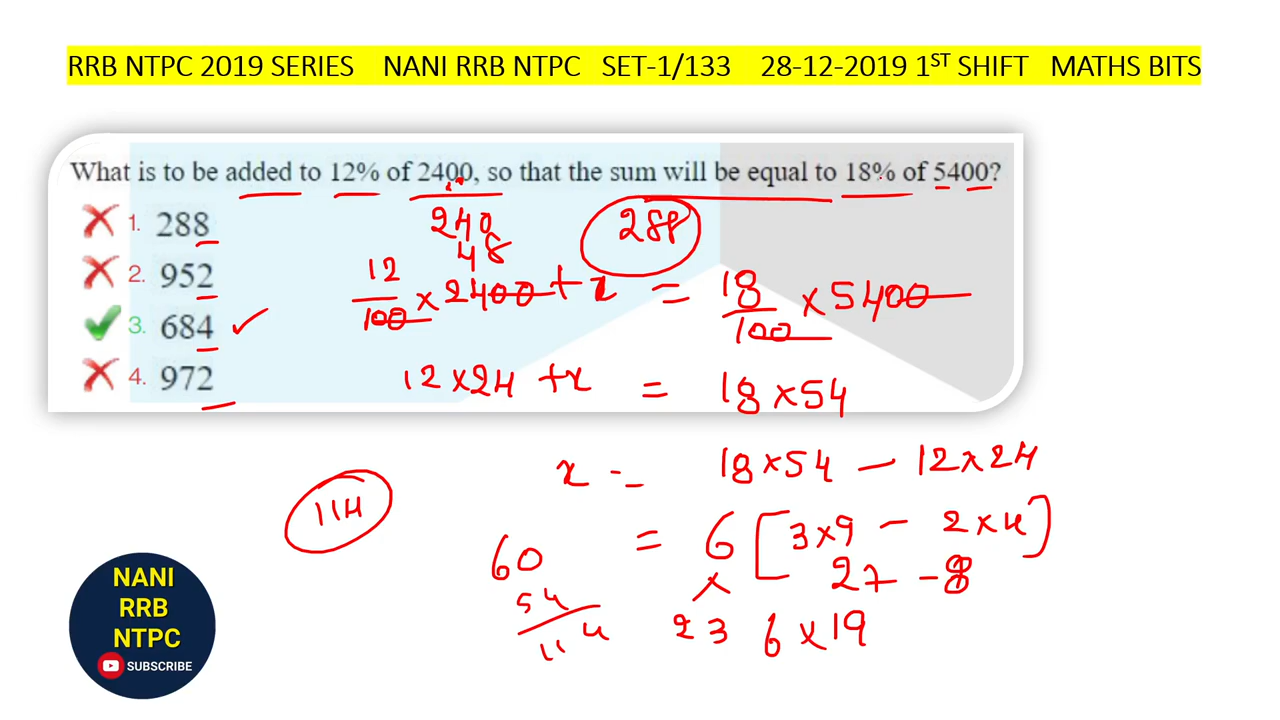 RRB NTPC 2019 SERIES NANI RRB NTPC SET-1/133 28-12-2019 1ST SHIFT MATHS BITS
What is to be added to 12% of 2400, so that the sum will be equal to 18% of 5400?
1. 288
2. 952
3. 684
4. 972
240
48
288
12/100 × 2400 + x = 18/100 × 5400
12 × 24 + x = 18 × 54
x = 18 × 54 – 12 × 24
= 6 [3 × 9 – 2 × 4]
× 27 – 8
23 6 × 19
114
60
54
114
NANI
RRB
NTPC
SUBSCRIBE